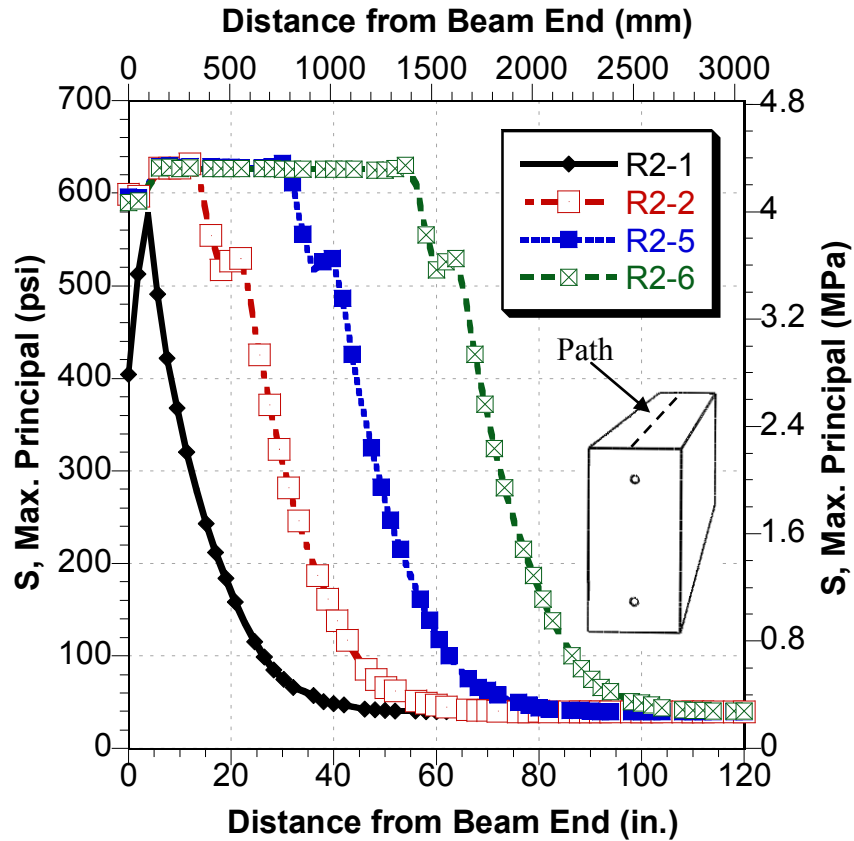 Distance from Beam End (mm)
0 500 1000 1500 2000 2500 3000
S, Max. Principal (psi)
700
600
500
400
300
200
100
0
R2-1
R2-2
R2-5
R2-6
Path
4.8
4
3.2
2.4
1.6
0.8
0
S, Max. Principal (MPa)
0 20 40 60 80 100 120
Distance from Beam End (in.)